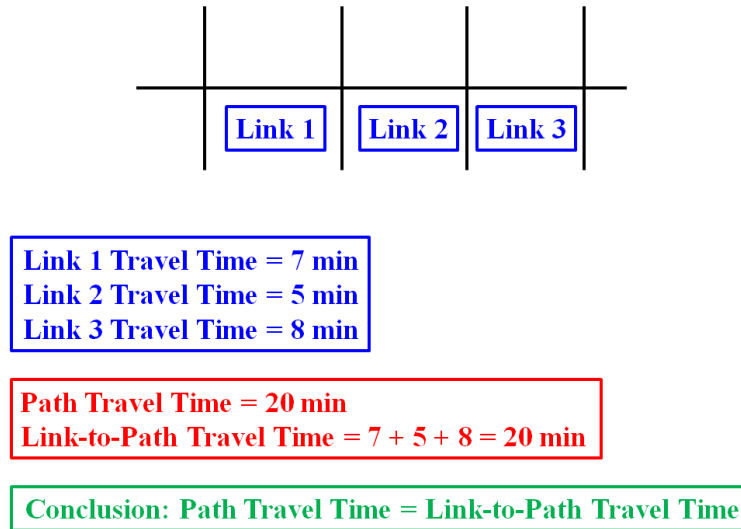 Link 1 Link 2 Link 3
Link 1 Travel Time = 7 min
Link 2 Travel Time = 5 min
Link 3 Travel Time = 8 min
Path Travel Time = 20 min
Link-to-Path Travel Time = 7 + 5 + 8 = 20 min
Conclusion: Path Travel Time = Link-to-Path Travel Time